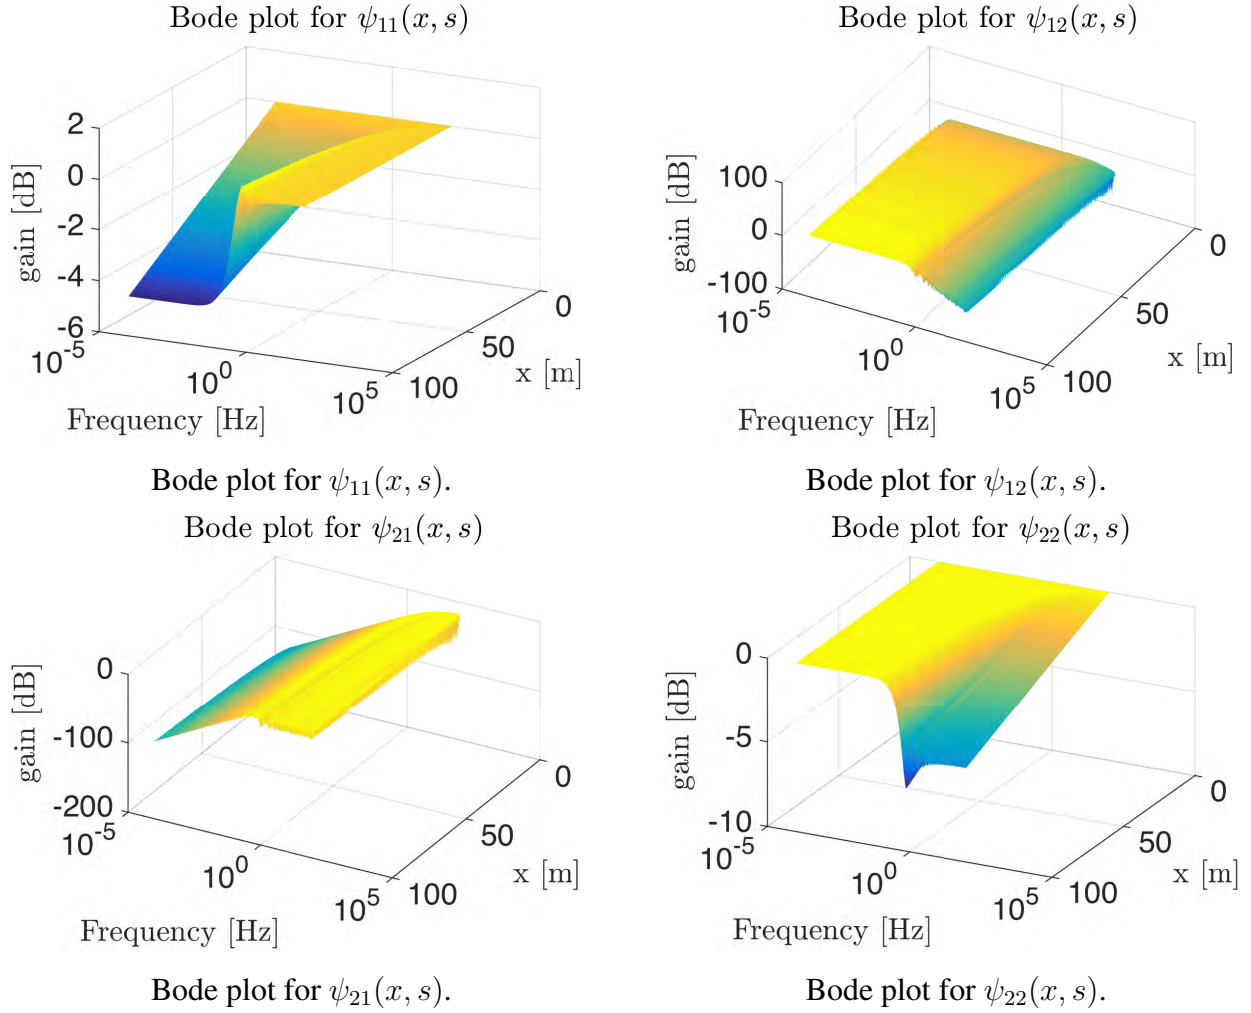 Bode plot for ψ₁₁(x, s)
2
0
-2
-4
-6
gain [dB]
10⁻⁵
10⁰
10⁵
Frequency [Hz]
0
50
100
x [m]
Bode plot for ψ₁₁(x, s).
Bode plot for ψ₁₂(x, s)
100
0
-100
gain [dB]
10⁻⁵
10⁰
10⁵
Frequency [Hz]
0
50
100
x [m]
Bode plot for ψ₁₂(x, s).
Bode plot for ψ₂₁(x, s)
0
-100
-200
gain [dB]
10⁻⁵
10⁰
10⁵
Frequency [Hz]
0
50
100
x [m]
Bode plot for ψ₂₁(x, s).
Bode plot for ψ₂₂(x, s)
0
-5
-10
gain [dB]
10⁻⁵
10⁰
10⁵
Frequency [Hz]
0
50
100
x [m]
Bode plot for ψ₂₂(x, s).